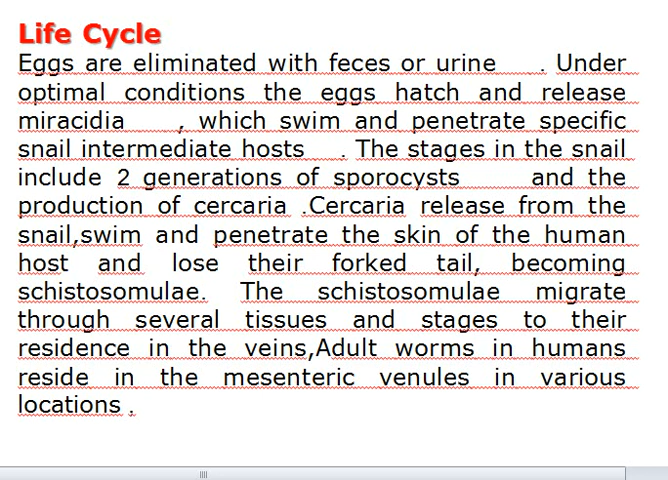 Life Cycle
Eggs are eliminated with feces or urine . Under
optimal conditions the eggs hatch and release
miracidia , which swim and penetrate specific
snail intermediate hosts . The stages in the snail
include 2 generations of sporocysts and the
production of cercaria .Cercaria release from the
snail,swim and penetrate the skin of the human
host and lose their forked tail, becoming
schistosomulae. The schistosomulae migrate
through several tissues and stages to their
residence in the veins,Adult worms in humans
reside in the mesenteric venules in various
locations .